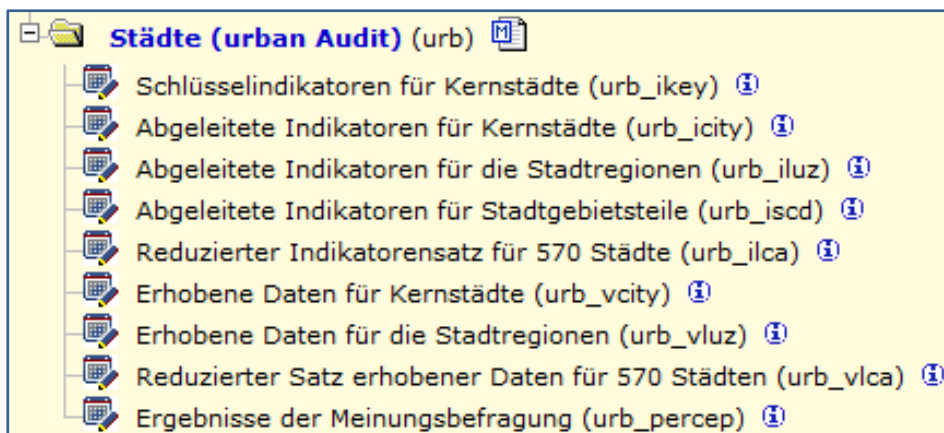 Städte (urban Audit) (urb)
Schlüsselindikatoren für Kernstädte (urb_ikey)
Abgeleitete Indikatoren für Kernstädte (urb_icity)
Abgeleitete Indikatoren für die Stadtregionen (urb_iluz)
Abgeleitete Indikatoren für Stadtgebietsteile (urb_iscd)
Reduzierter Indikatorensatz für 570 Städte (urb_ilca)
Erhobene Daten für Kernstädte (urb_vcity)
Erhobene Daten für die Stadtregionen (urb_vluz)
Reduzierter Satz erhobener Daten für 570 Städten (urb_vlca)
Ergebnisse der Meinungsbefragung (urb_percep)